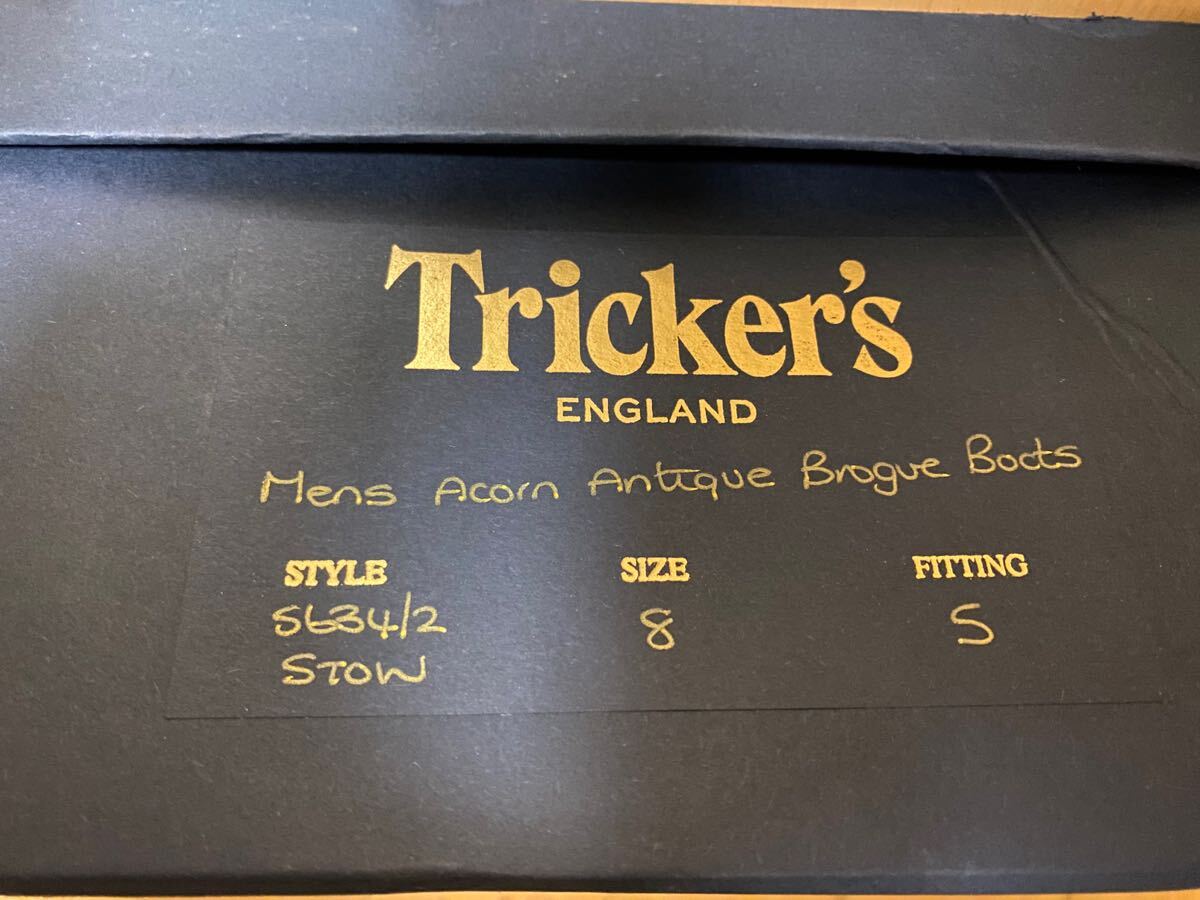 Tricker's
ENGLAND
Mens Acorn Antique Brogue Boots
STYLE SIZE FITTING
5634/2 8 5
STOW